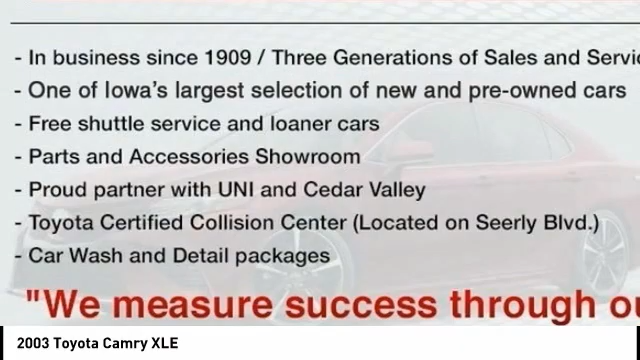 - In business since 1909 / Three Generations of Sales and
- One of Iowa's largest selection of new and pre-owned cars
- Free shuttle service and loaner cars
- Parts and Accessories Showroom
- Proud partner with UNI and Cedar Valley
- Toyota Certified Collision Center (Located on Seerly Blvd.)
- Car Wash and Detail packages
"We measure success through
2003 Toyota Camry XLE